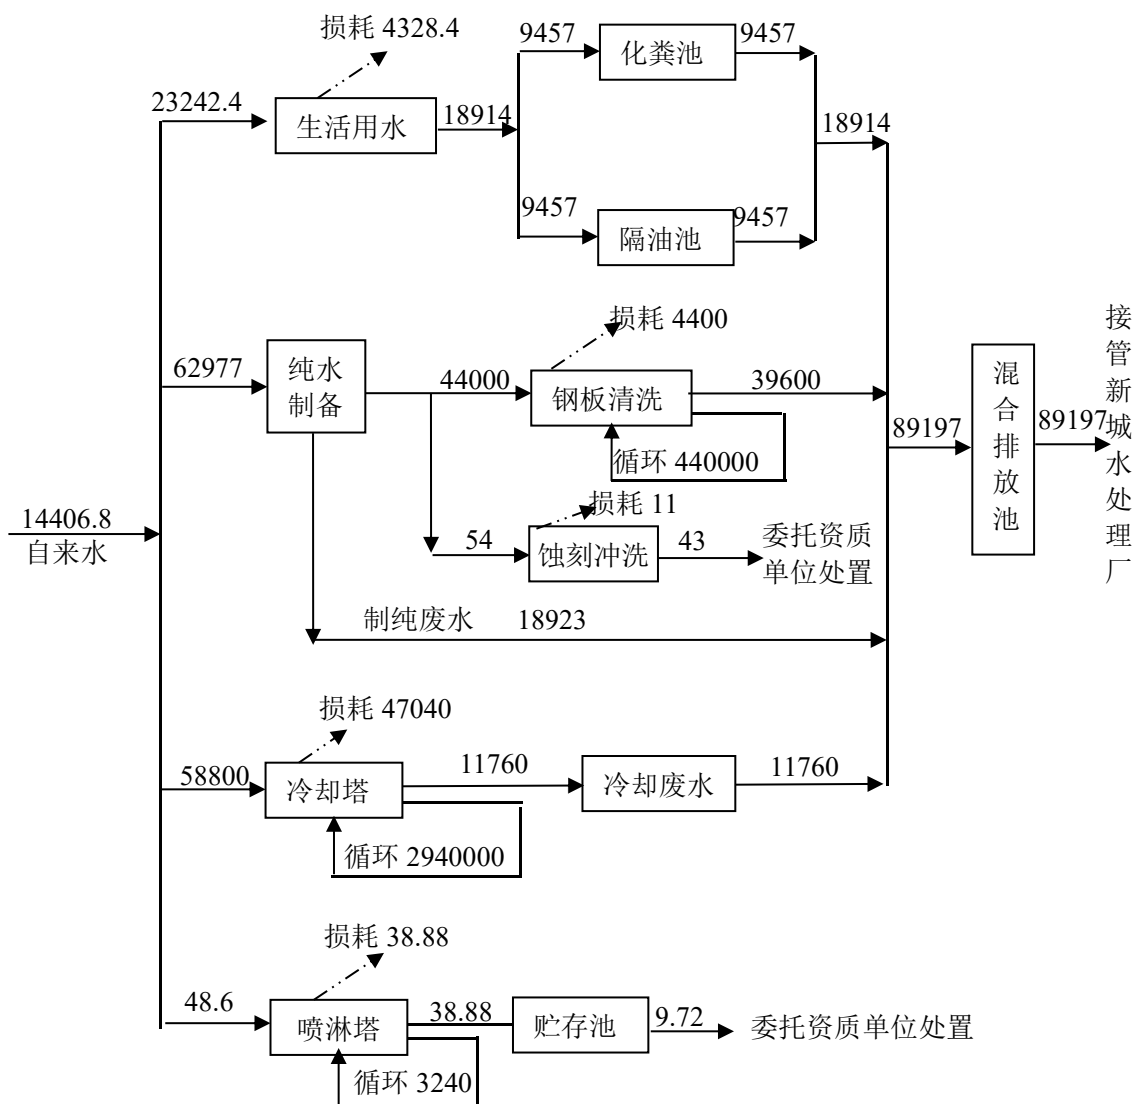 损耗 4328.4
9457
化粪池
9457
23242.4
生活用水
18914
18914
9457
隔油池
9457
损耗 4400
62977
纯水
制备
44000
钢板清洗
39600
循环 440000
89197
混合排放池
89197
接管新城水处理厂
14406.8
自来水
损耗 11
54
蚀刻冲洗
43
委托资质
单位处置
制纯废水 18923
损耗 47040
58800
冷却塔
11760
冷却废水
11760
循环 2940000
损耗 38.88
48.6
喷淋塔
38.88
贮存池
9.72
委托资质单位处置
循环 3240